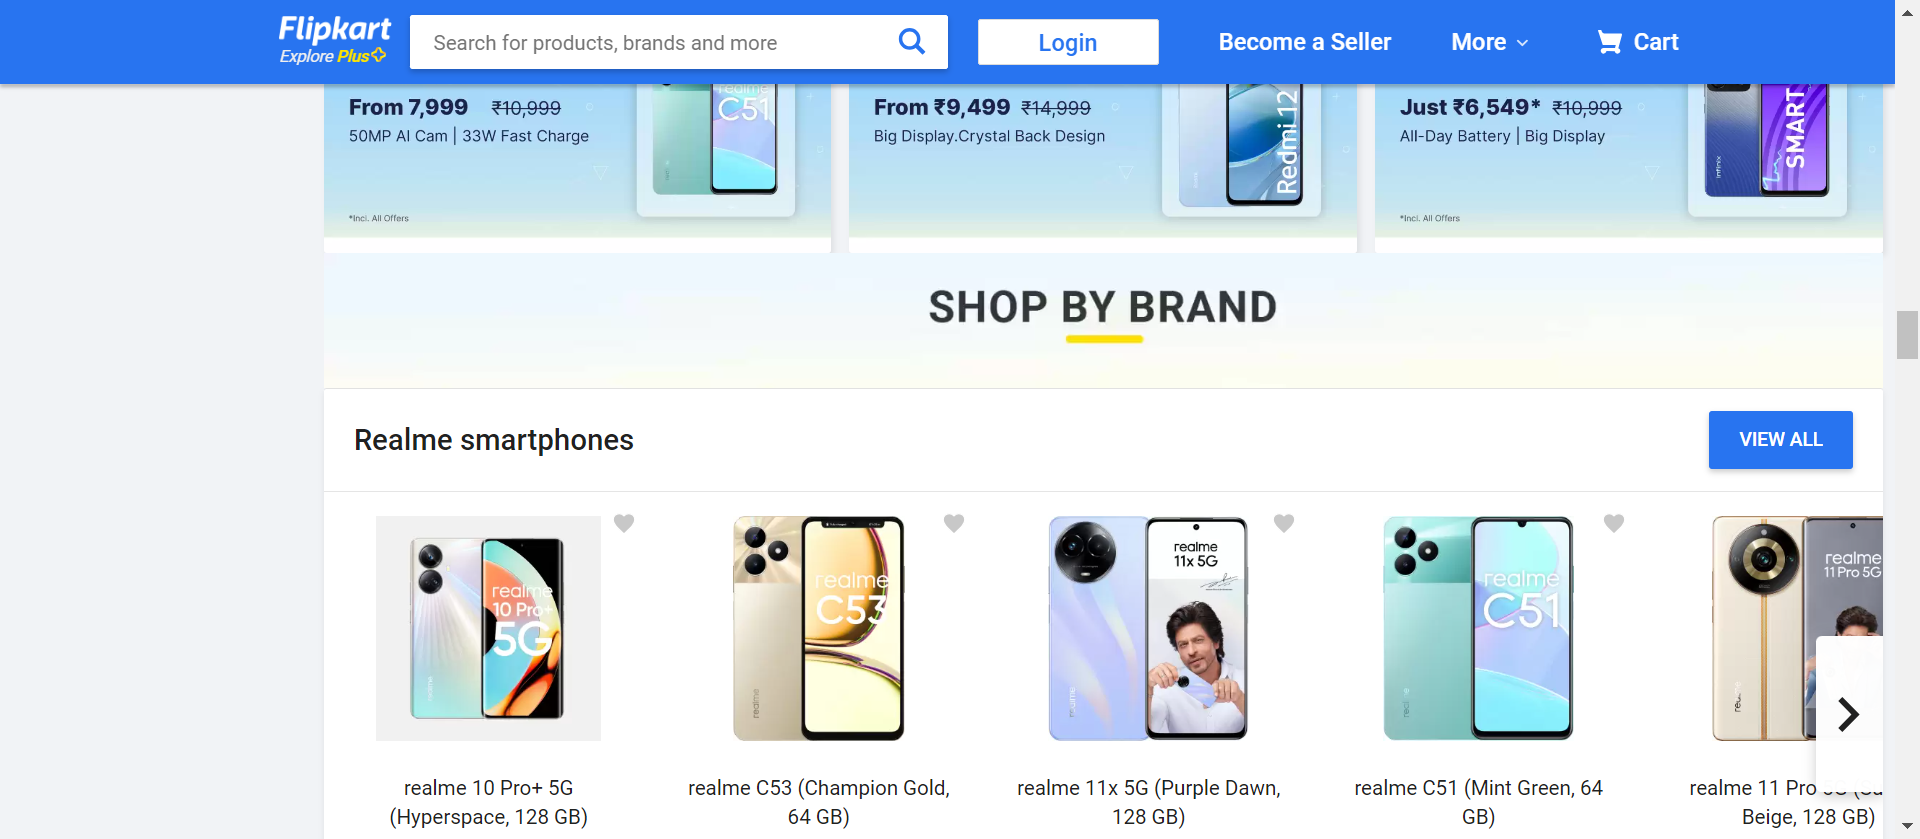 Flipkart
Explore Plus
Search for products, brands and more
Login
Become a Seller
More
Cart
From 7,999 ₹10,999
50MP AI Cam | 33W Fast Charge
*Incl. All Offers
realme
C51
From ₹9,499 ₹14,999
Big Display.Crystal Back Design
Redmi 12
Just ₹6,549* ₹10,999
All-Day Battery | Big Display
*Incl. All Offers
Infinix
SMART
SHOP BY BRAND
Realme smartphones
VIEW ALL
realme
10 Pro+
5G
realme
realme
C53
realme
realme
11x 5G
realme
realme
C51
realme
realme
11 Pro 5G
realme 10 Pro+ 5G
(Hyperspace, 128 GB)
realme C53 (Champion Gold,
64 GB)
realme 11x 5G (Purple Dawn,
128 GB)
realme C51 (Mint Green, 64
GB)
realme 11 Pro
Beige, 128 GB)